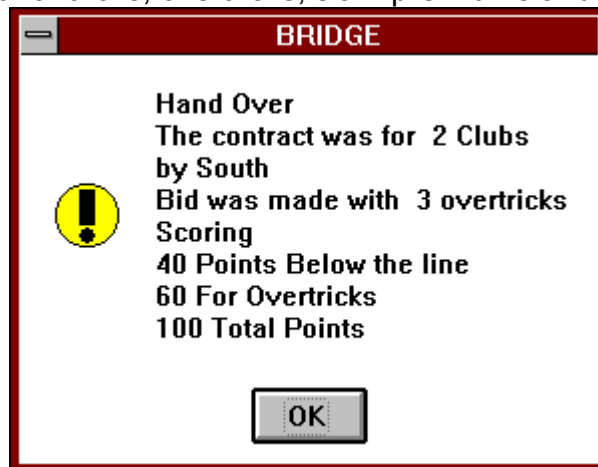 BRIDGE
Hand Over
The contract was for 2 Clubs
by South
Bid was made with 3 overtricks
Scoring
40 Points Below the line
60 For Overtricks
100 Total Points
OK